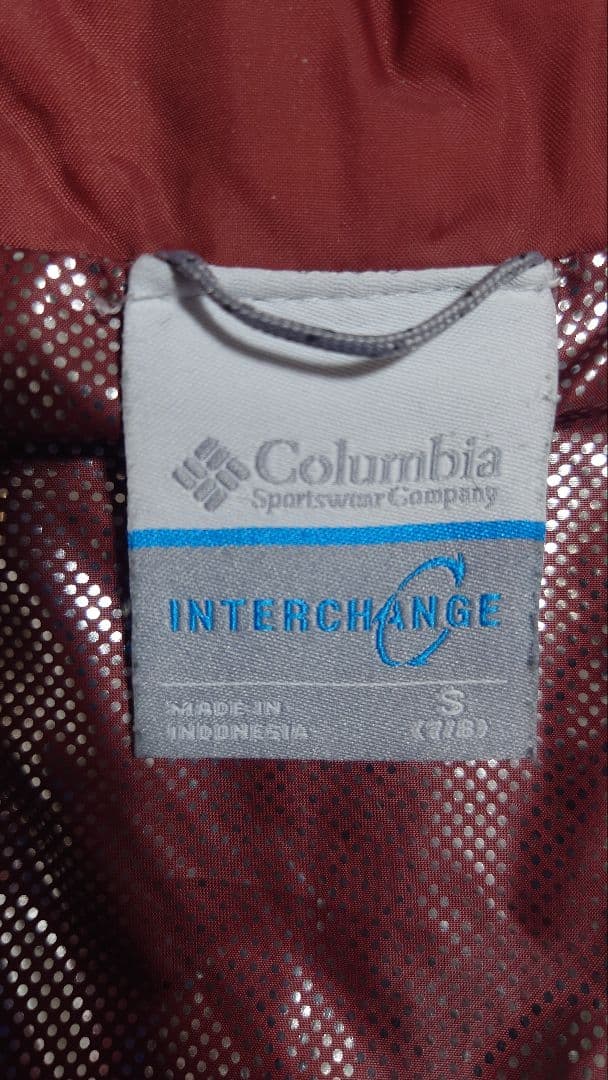 Columbia
Sportswear Company
INTERCHANGE
MADE IN
INDONESIA
S
(7/8)